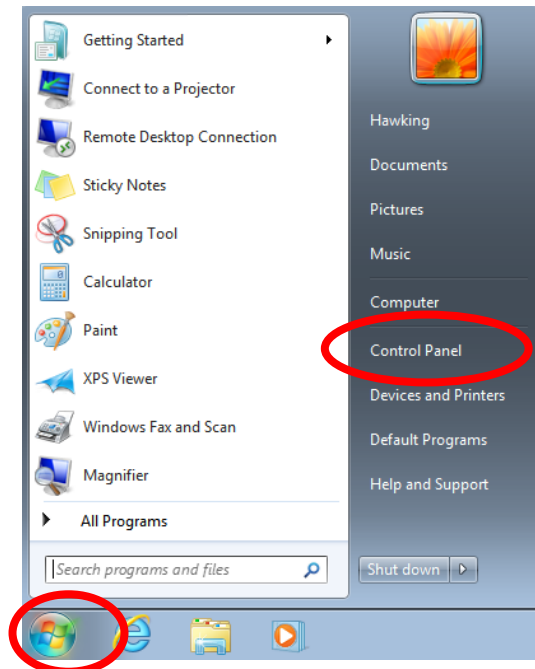 Getting Started
Connect to a Projector
Remote Desktop Connection
Sticky Notes
Snipping Tool
Calculator
Paint
XPS Viewer
Windows Fax and Scan
Magnifier
All Programs
Search programs and files
Hawking
Documents
Pictures
Music
Computer
Control Panel
Devices and Printers
Default Programs
Help and Support
Shut down